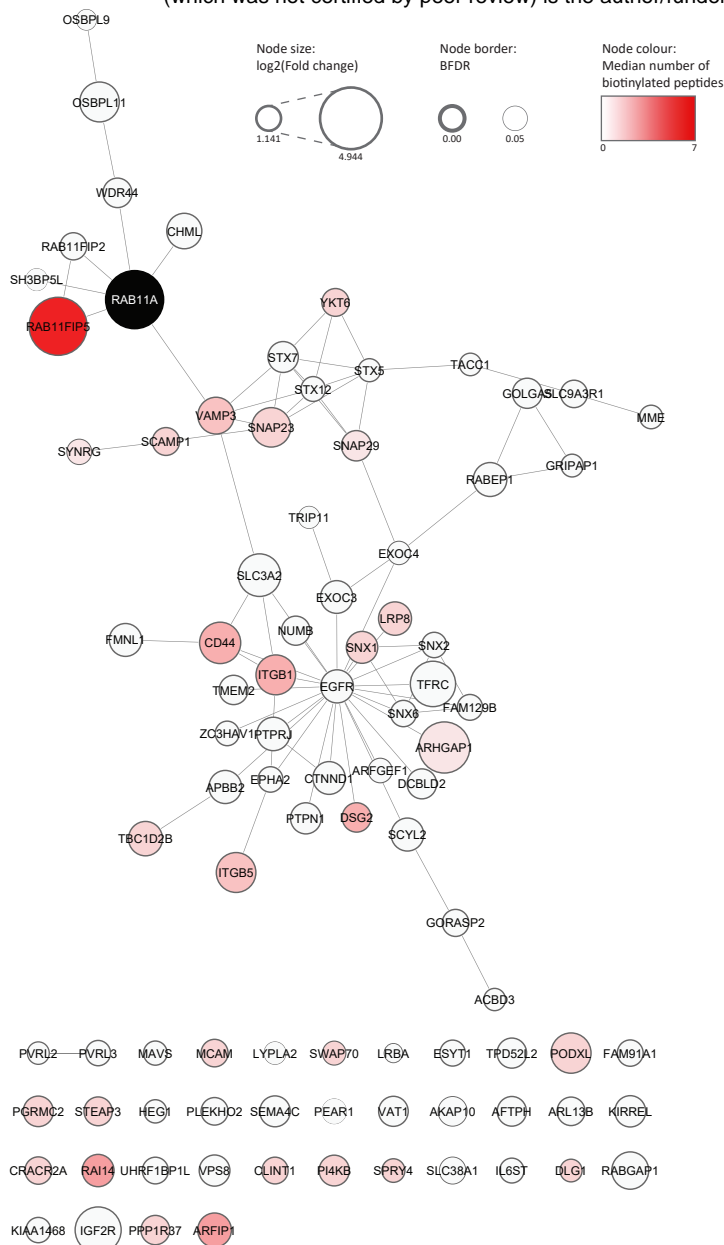 (which was not certified by peer review) is the author/funder
OSBPL9
Node size:
log2(Fold change)
1.141
4.944
Node border:
BFDR
0.00
0.05
Node colour:
Median number of
biotinylated peptides
0
7
OSBPL11
WDR44
CHML
RAB11FIP2
SH3BP5L
RAB11A
RAB11FIP5
YKT6
STX7
STX5
TACC1
STX12
GOLGA5
SLC9A3R1
VAMP3
SNAP23
MME
SCAMP1
SNAP29
SYNRG
GRIPAP1
RABEP1
TRIP11
EXOC4
SLC3A2
EXOC3
LRP8
NUMB
FMNL1
CD44
SNX1
SNX2
ITGB1
EGFR
TFRC
TMEM2
SNX6
FAM129B
ZC3HAV1
PTPRJ
ARHGAP1
ARFGEF1
EPHA2
CTNND1
DCBLD2
APBB2
PTPN1
DSG2
SCYL2
TBC1D2B
ITGB5
GORASP2
ACBD3
PVRL2 PVRL3 MAVS MCAM LYPLA2 SWAP70 LRBA ESYT1 TPD52L2 PODXL FAM91A1
PGRMC2 STEAP3 HEG1 PLEKHO2 SEMA4C PEAR1 VAT1 AKAP10 AFTPH ARL13B KIRREL
CRACR2A RAI14 UHRF1BP1L VPS8 CLINT1 PI4KB SPRY4 SLC38A1 IL6ST DLG1 RABGAP1
KIAA1468 IGF2R PPP1R37 ARFIP1